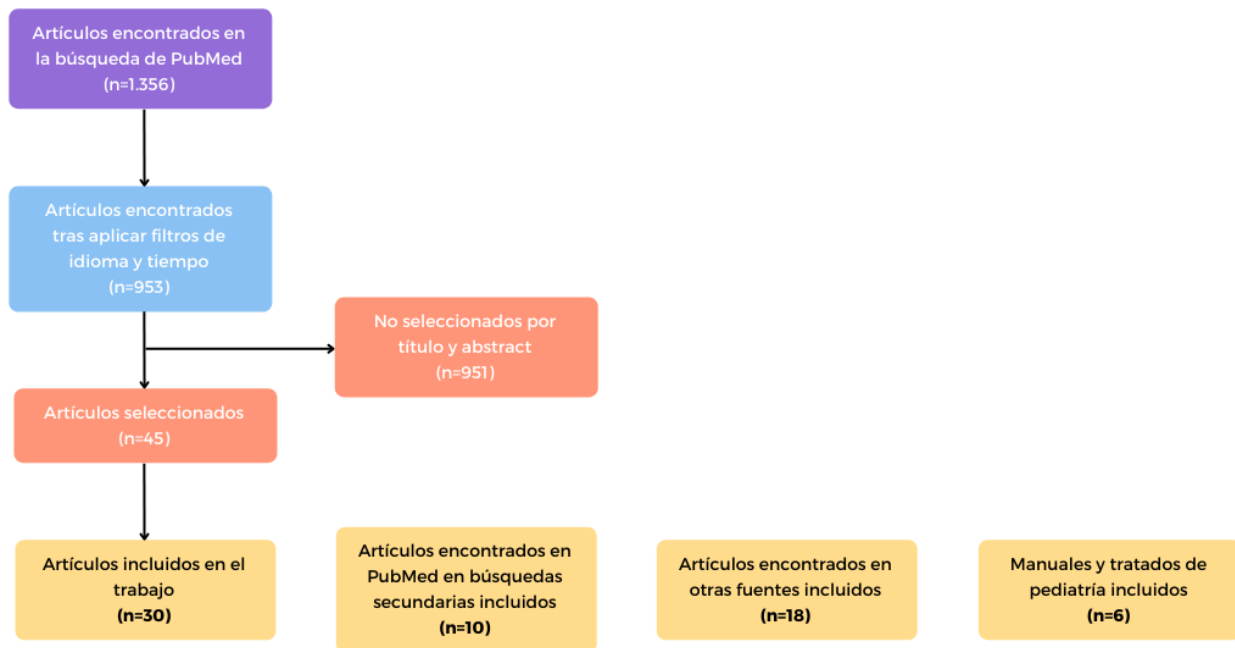 Artículos encontrados en
la búsqueda de PubMed
(n=1.356)
Artículos encontrados
tras aplicar filtros de
idioma y tiempo
(n=953)
No seleccionados por
título y abstract
(n=951)
Artículos seleccionados
(n=45)
Artículos incluidos en el
trabajo
(n=30)
Artículos encontrados en
PubMed en búsquedas
secundarias incluidos
(n=10)
Artículos encontrados en
otras fuentes incluidos
(n=18)
Manuales y tratados de
pediatría incluidos
(n=6)